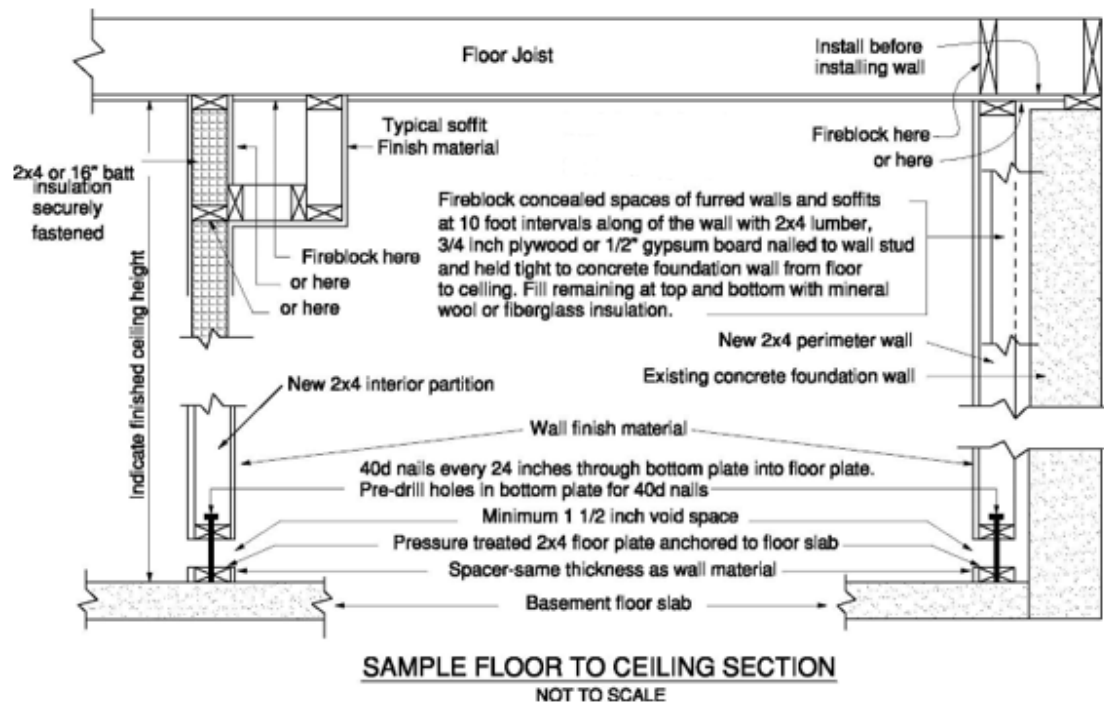 Floor Joist
Install before
installing wall
Typical soffit
Finish material
Fireblock here
or here
2x4 or 16" batt
insulation
securely
fastened
Fireblock concealed spaces of furred walls and soffits
at 10 foot intervals along of the wall with 2x4 lumber,
3/4 inch plywood or 1/2" gypsum board nailed to wall stud
and held tight to concrete foundation wall from floor
to ceiling. Fill remaining at top and bottom with mineral
wool or fiberglass insulation.
Fireblock here
or here
or here
or here
Indicate finished ceiling height
New 2x4 perimeter wall
Existing concrete foundation wall
New 2x4 interior partition
Wall finish material
40d nails every 24 inches through bottom plate into floor plate.
Pre-drill holes in bottom plate for 40d nails
Minimum 1 1/2 inch void space
Pressure treated 2x4 floor plate anchored to floor slab
Spacer-same thickness as wall material
Basement floor slab
SAMPLE FLOOR TO CEILING SECTION
NOT TO SCALE